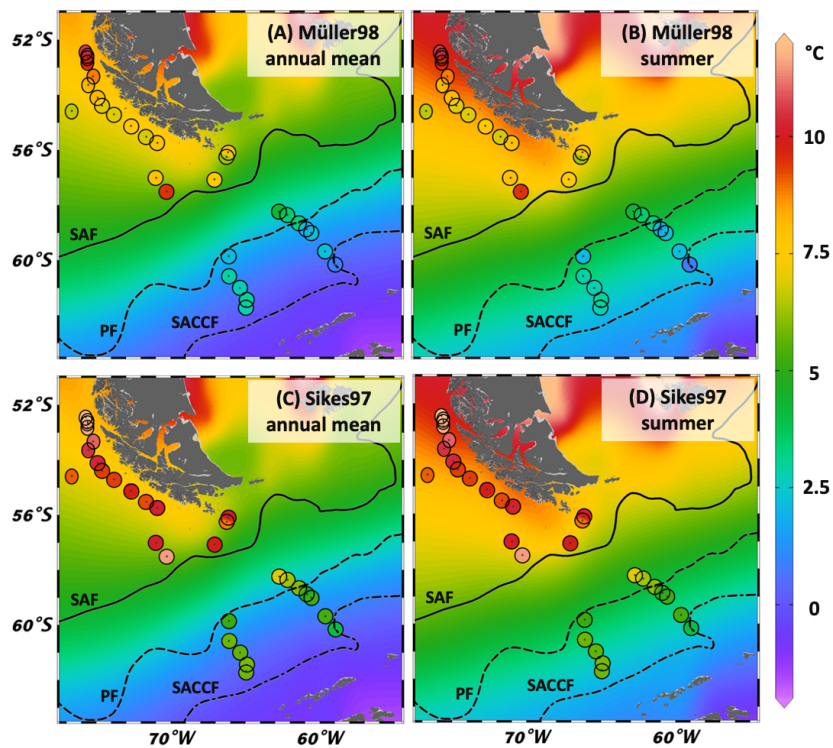 52°S
56°S
60°S
(A) Müller98
annual mean
SAF
PF
SACCF
(B) Müller98
summer
SAF
PF
SACCF
52°S
56°S
60°S
(C) Sikes97
annual mean
SAF
PF
SACCF
70°W
60°W
(D) Sikes97
summer
SAF
PF
SACCF
70°W
60°W
°C
10
7.5
5
2.5
0